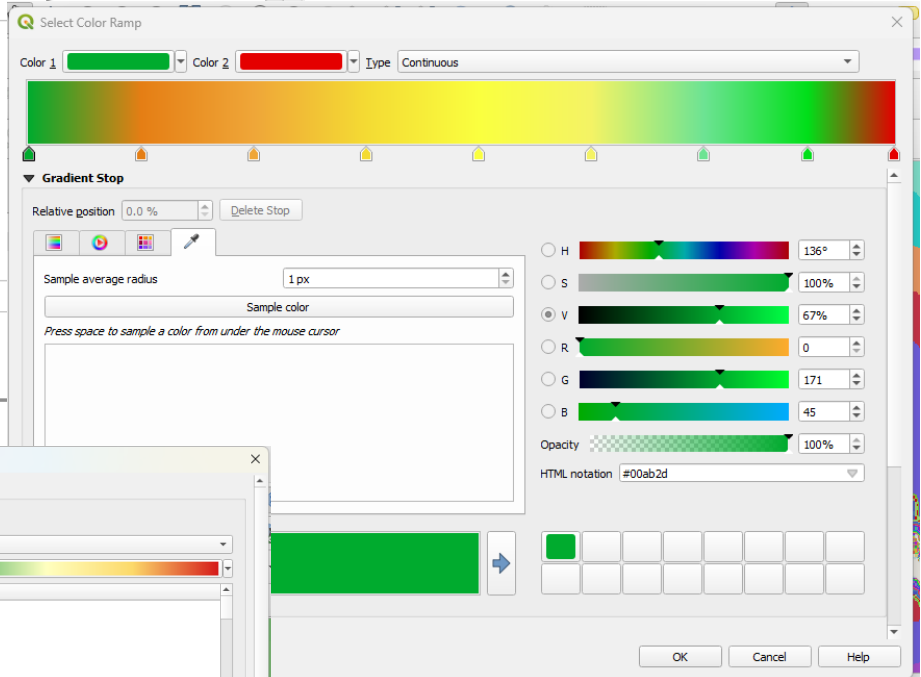 Select Color Ramp
Color 1 Color 2 Type Continuous
Gradient Stop
Relative position 0.0 % Delete Stop
Sample average radius 1 px
Sample color
Press space to sample a color from under the mouse cursor
H 136°
S 100%
V 67%
R 0
G 171
B 45
Opacity 100%
HTML notation #00ab2d
OK Cancel Help